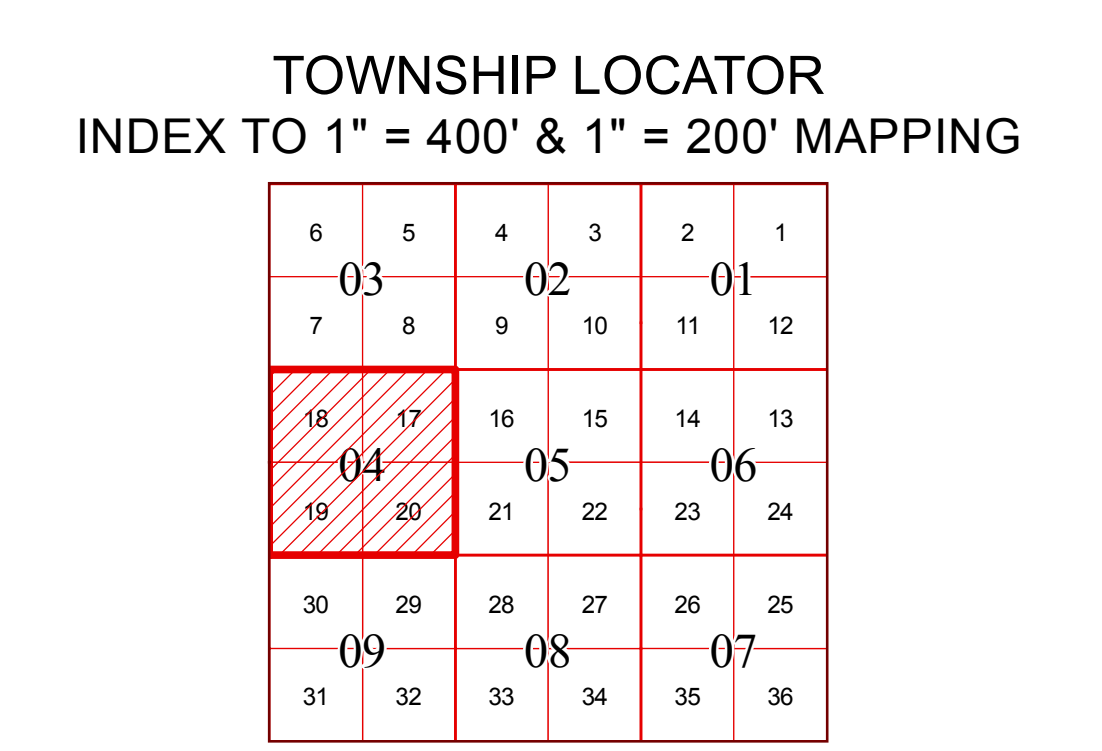 TOWNSHIP LOCATOR
INDEX TO 1" = 400' & 1" = 200' MAPPING
6 5 4 3 2 1
03 02 01
7 8 9 10 11 12
18 17 16 15 14 13
04 05 06
19 20 21 22 23 24
30 29 28 27 26 25
09 08 07
31 32 33 34 35 36